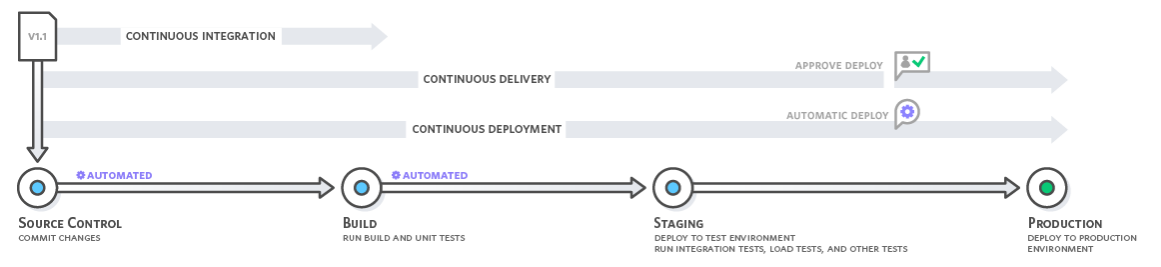 V1.1
CONTINUOUS INTEGRATION
APPROVE DEPLOY
CONTINUOUS DELIVERY
AUTOMATIC DEPLOY
CONTINUOUS DEPLOYMENT
AUTOMATED
AUTOMATED
SOURCE CONTROL
COMMIT CHANGES
BUILD
RUN BUILD AND UNIT TESTS
STAGING
DEPLOY TO TEST ENVIRONMENT
RUN INTEGRATION TESTS, LOAD TESTS, AND OTHER TESTS
PRODUCTION
DEPLOY TO PRODUCTION
ENVIRONMENT